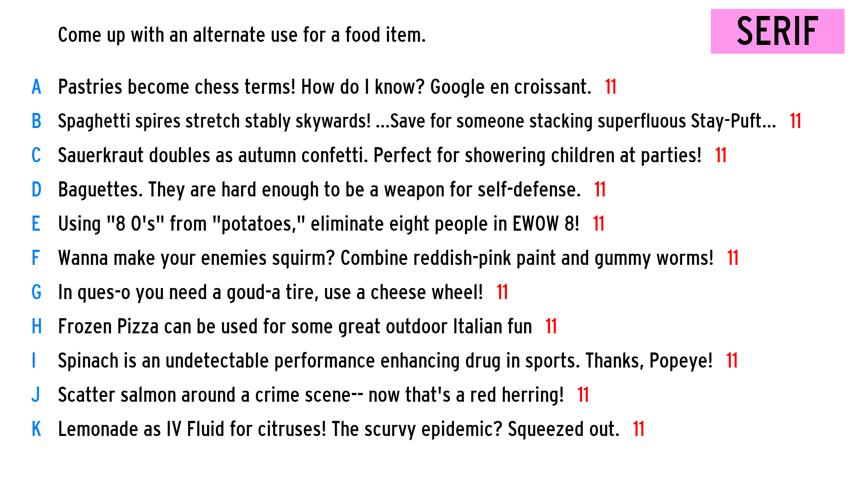 Come up with an alternate use for a food item.
SERIF
A Pastries become chess terms! How do I know? Google en croissant. 11
B Spaghetti spires stretch stably skywards! ...Save for someone stacking superfluous Stay-Puft... 11
C Sauerkraut doubles as autumn confetti. Perfect for showering children at parties! 11
D Baguettes. They are hard enough to be a weapon for self-defense. 11
E Using "8 O's" from "potatoes," eliminate eight people in EWOW 8! 11
F Wanna make your enemies squirm? Combine reddish-pink paint and gummy worms! 11
G In ques-o you need a goud-a tire, use a cheese wheel! 11
H Frozen Pizza can be used for some great outdoor Italian fun 11
I Spinach is an undetectable performance enhancing drug in sports. Thanks, Popeye! 11
J Scatter salmon around a crime scene-- now that's a red herring! 11
K Lemonade as IV Fluid for citruses! The scurvy epidemic? Squeezed out. 11